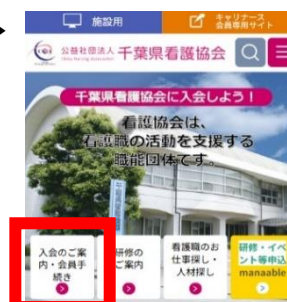 施設用
キャリナース
会員専用サイト
公益社団法人 千葉県看護協会
千葉県看護協会に入会しよう！
看護協会は、
看護職の活動を支援する
職能団体です。
入会のご案
内・会員手
続き
研修の
ご案内
看護職のお
仕事探し・
人材探し
研修・イベ
ント等申込
manaable